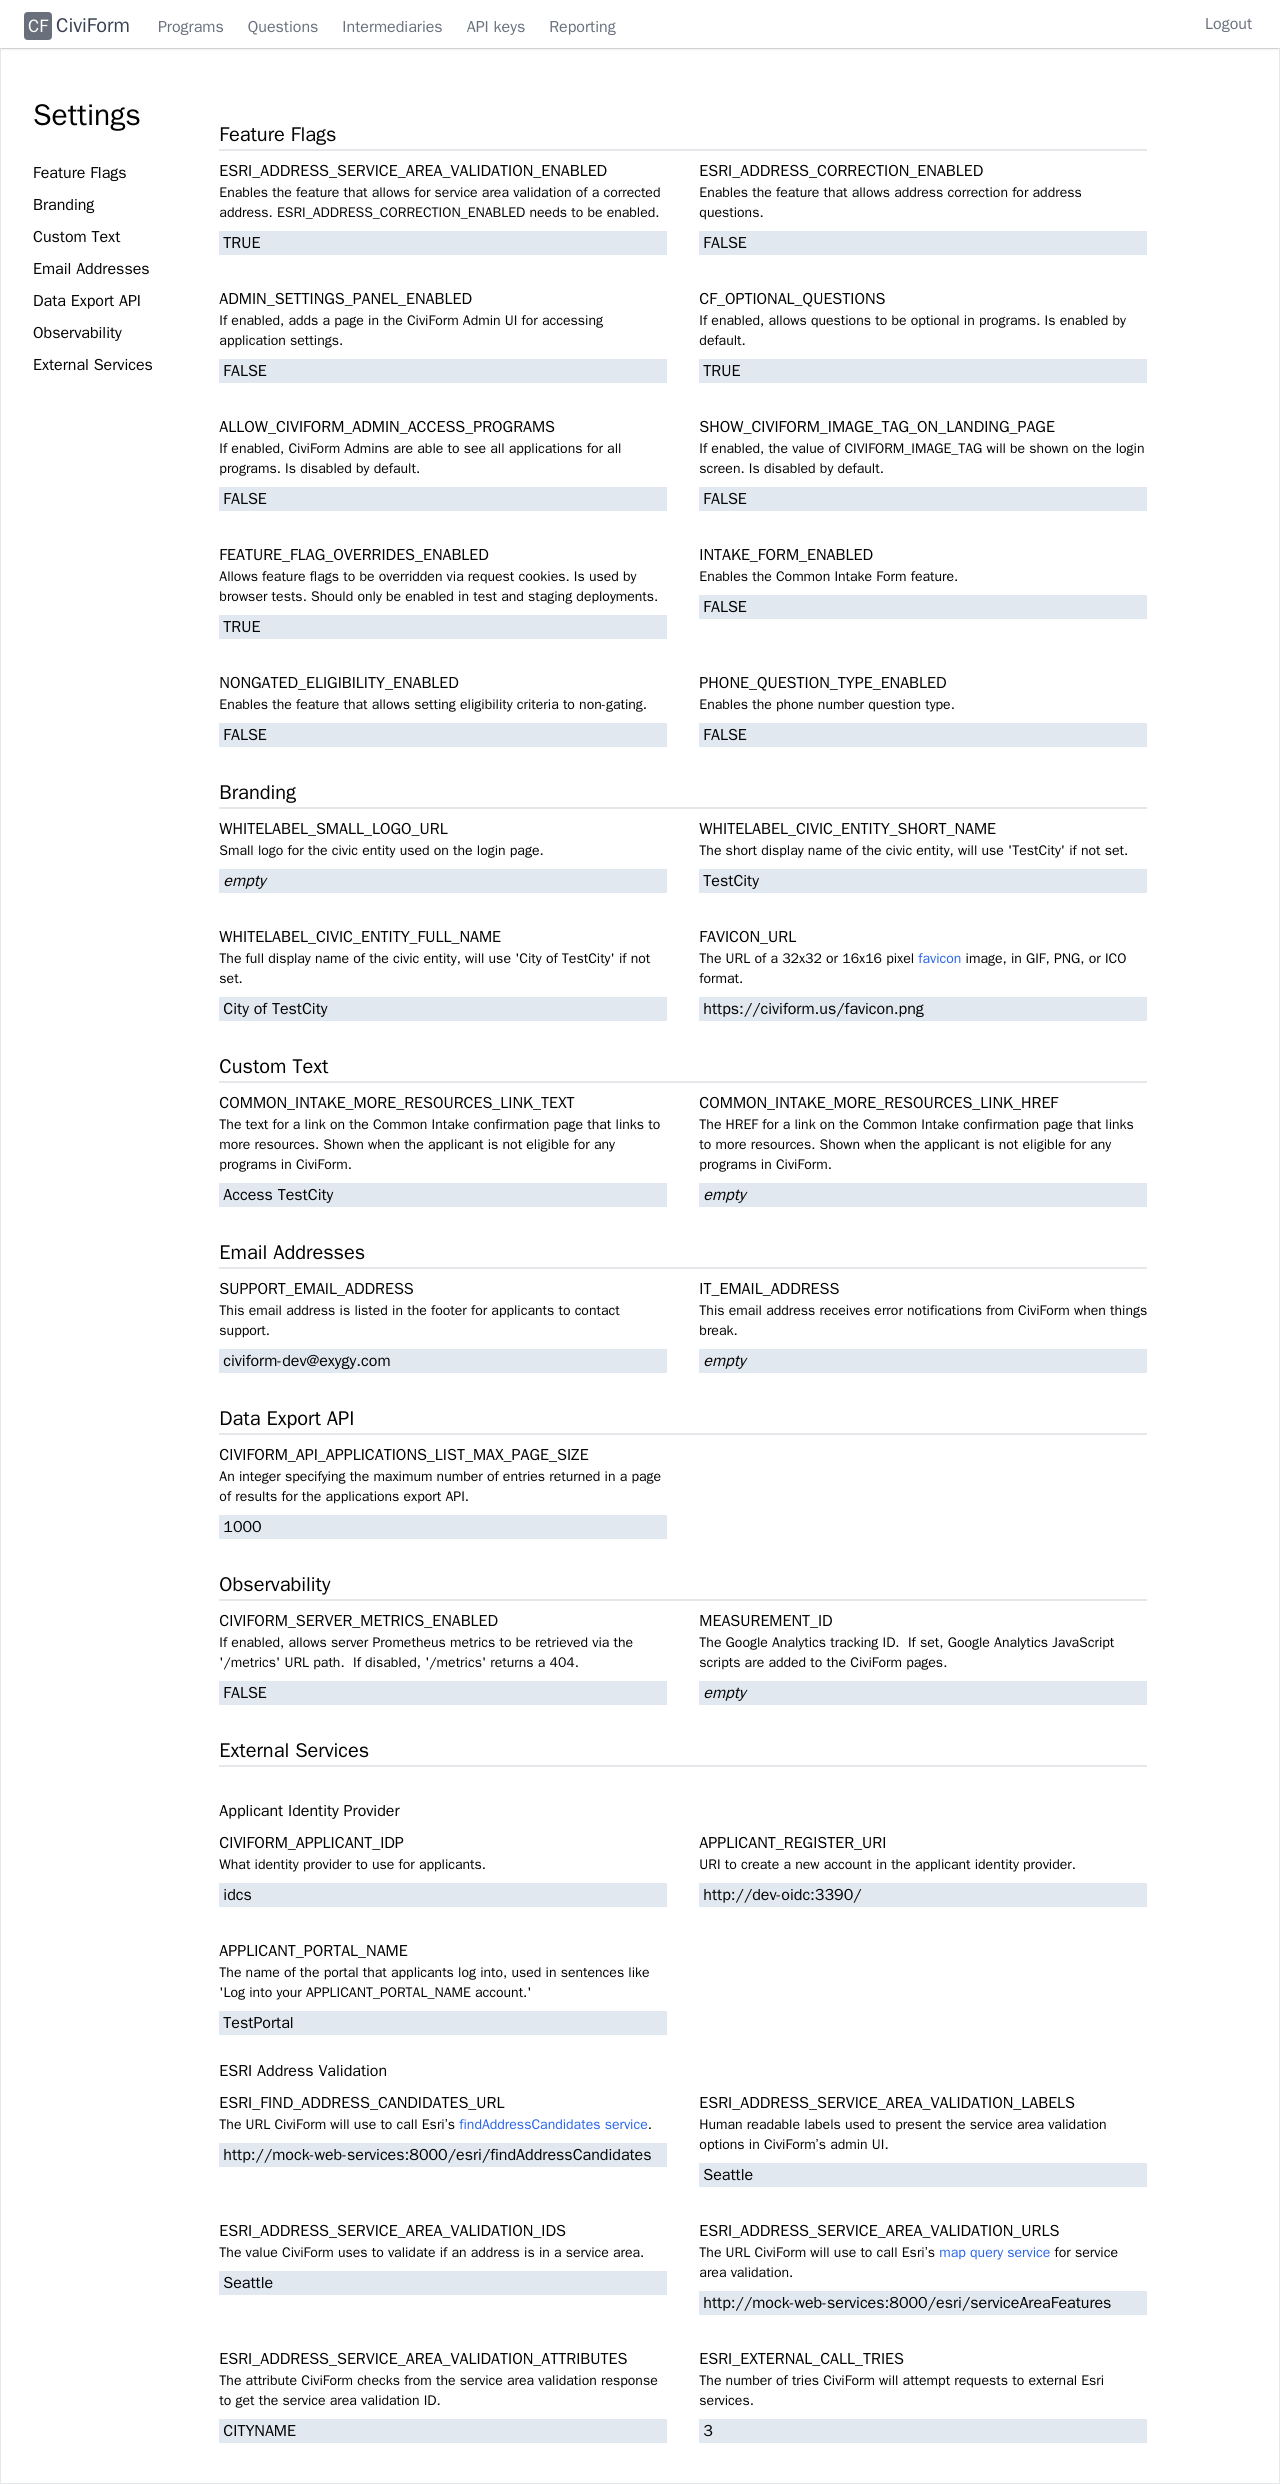 CF CiviForm Programs Questions Intermediaries API keys Reporting Logout
Settings
Feature Flags
Branding
Custom Text
Email Addresses
Data Export API
Observability
External Services
Feature Flags
ESRI_ADDRESS_SERVICE_AREA_VALIDATION_ENABLED
Enables the feature that allows for service area validation of a corrected
address. ESRI_ADDRESS_CORRECTION_ENABLED needs to be enabled.
TRUE
ESRI_ADDRESS_CORRECTION_ENABLED
Enables the feature that allows address correction for address
questions.
FALSE
ADMIN_SETTINGS_PANEL_ENABLED
If enabled, adds a page in the CiviForm Admin UI for accessing
application settings.
FALSE
CF_OPTIONAL_QUESTIONS
If enabled, allows questions to be optional in programs. Is enabled by
default.
TRUE
ALLOW_CIVIFORM_ADMIN_ACCESS_PROGRAMS
If enabled, CiviForm Admins are able to see all applications for all
programs. Is disabled by default.
FALSE
SHOW_CIVIFORM_IMAGE_TAG_ON_LANDING_PAGE
If enabled, the value of CIVIFORM_IMAGE_TAG will be shown on the login
screen. Is disabled by default.
FALSE
FEATURE_FLAG_OVERRIDES_ENABLED
Allows feature flags to be overridden via request cookies. Is used by
browser tests. Should only be enabled in test and staging deployments.
TRUE
INTAKE_FORM_ENABLED
Enables the Common Intake Form feature.
FALSE
NONGATED_ELIGIBILITY_ENABLED
Enables the feature that allows setting eligibility criteria to non-gating.
FALSE
PHONE_QUESTION_TYPE_ENABLED
Enables the phone number question type.
FALSE
Branding
WHITELABEL_SMALL_LOGO_URL
Small logo for the civic entity used on the login page.
empty
WHITELABEL_CIVIC_ENTITY_SHORT_NAME
The short display name of the civic entity, will use 'TestCity' if not set.
TestCity
WHITELABEL_CIVIC_ENTITY_FULL_NAME
The full display name of the civic entity, will use 'City of TestCity' if not
set.
City of TestCity
FAVICON_URL
The URL of a 32x32 or 16x16 pixel favicon image, in GIF, PNG, or ICO
format.
https://civiform.us/favicon.png
Custom Text
COMMON_INTAKE_MORE_RESOURCES_LINK_TEXT
The text for a link on the Common Intake confirmation page that links to
more resources. Shown when the applicant is not eligible for any
programs in CiviForm.
Access TestCity
COMMON_INTAKE_MORE_RESOURCES_LINK_HREF
The HREF for a link on the Common Intake confirmation page that links
to more resources. Shown when the applicant is not eligible for any
programs in CiviForm.
empty
Email Addresses
SUPPORT_EMAIL_ADDRESS
This email address is listed in the footer for applicants to contact
support.
civiform-dev@exygy.com
IT_EMAIL_ADDRESS
This email address receives error notifications from CiviForm when things
break.
empty
Data Export API
CIVIFORM_API_APPLICATIONS_LIST_MAX_PAGE_SIZE
An integer specifying the maximum number of entries returned in a page
of results for the applications export API.
1000
Observability
CIVIFORM_SERVER_METRICS_ENABLED
If enabled, allows server Prometheus metrics to be retrieved via the
'/metrics' URL path.  If disabled, '/metrics' returns a 404.
FALSE
MEASUREMENT_ID
The Google Analytics tracking ID.  If set, Google Analytics JavaScript
scripts are added to the CiviForm pages.
empty
External Services
Applicant Identity Provider
CIVIFORM_APPLICANT_IDP
What identity provider to use for applicants.
idcs
APPLICANT_REGISTER_URI
URI to create a new account in the applicant identity provider.
http://dev-oidc:3390/
APPLICANT_PORTAL_NAME
The name of the portal that applicants log into, used in sentences like
'Log into your APPLICANT_PORTAL_NAME account.'
TestPortal
ESRI Address Validation
ESRI_FIND_ADDRESS_CANDIDATES_URL
The URL CiviForm will use to call Esri's findAddressCandidates service.
http://mock-web-services:8000/esri/findAddressCandidates
ESRI_ADDRESS_SERVICE_AREA_VALIDATION_LABELS
Human readable labels used to present the service area validation
options in CiviForm's admin UI.
Seattle
ESRI_ADDRESS_SERVICE_AREA_VALIDATION_IDS
The value CiviForm uses to validate if an address is in a service area.
Seattle
ESRI_ADDRESS_SERVICE_AREA_VALIDATION_URLS
The URL CiviForm will use to call Esri's map query service for service
area validation.
http://mock-web-services:8000/esri/serviceAreaFeatures
ESRI_ADDRESS_SERVICE_AREA_VALIDATION_ATTRIBUTES
The attribute CiviForm checks from the service area validation response
to get the service area validation ID.
CITYNAME
ESRI_EXTERNAL_CALL_TRIES
The number of tries CiviForm will attempt requests to external Esri
services.
3